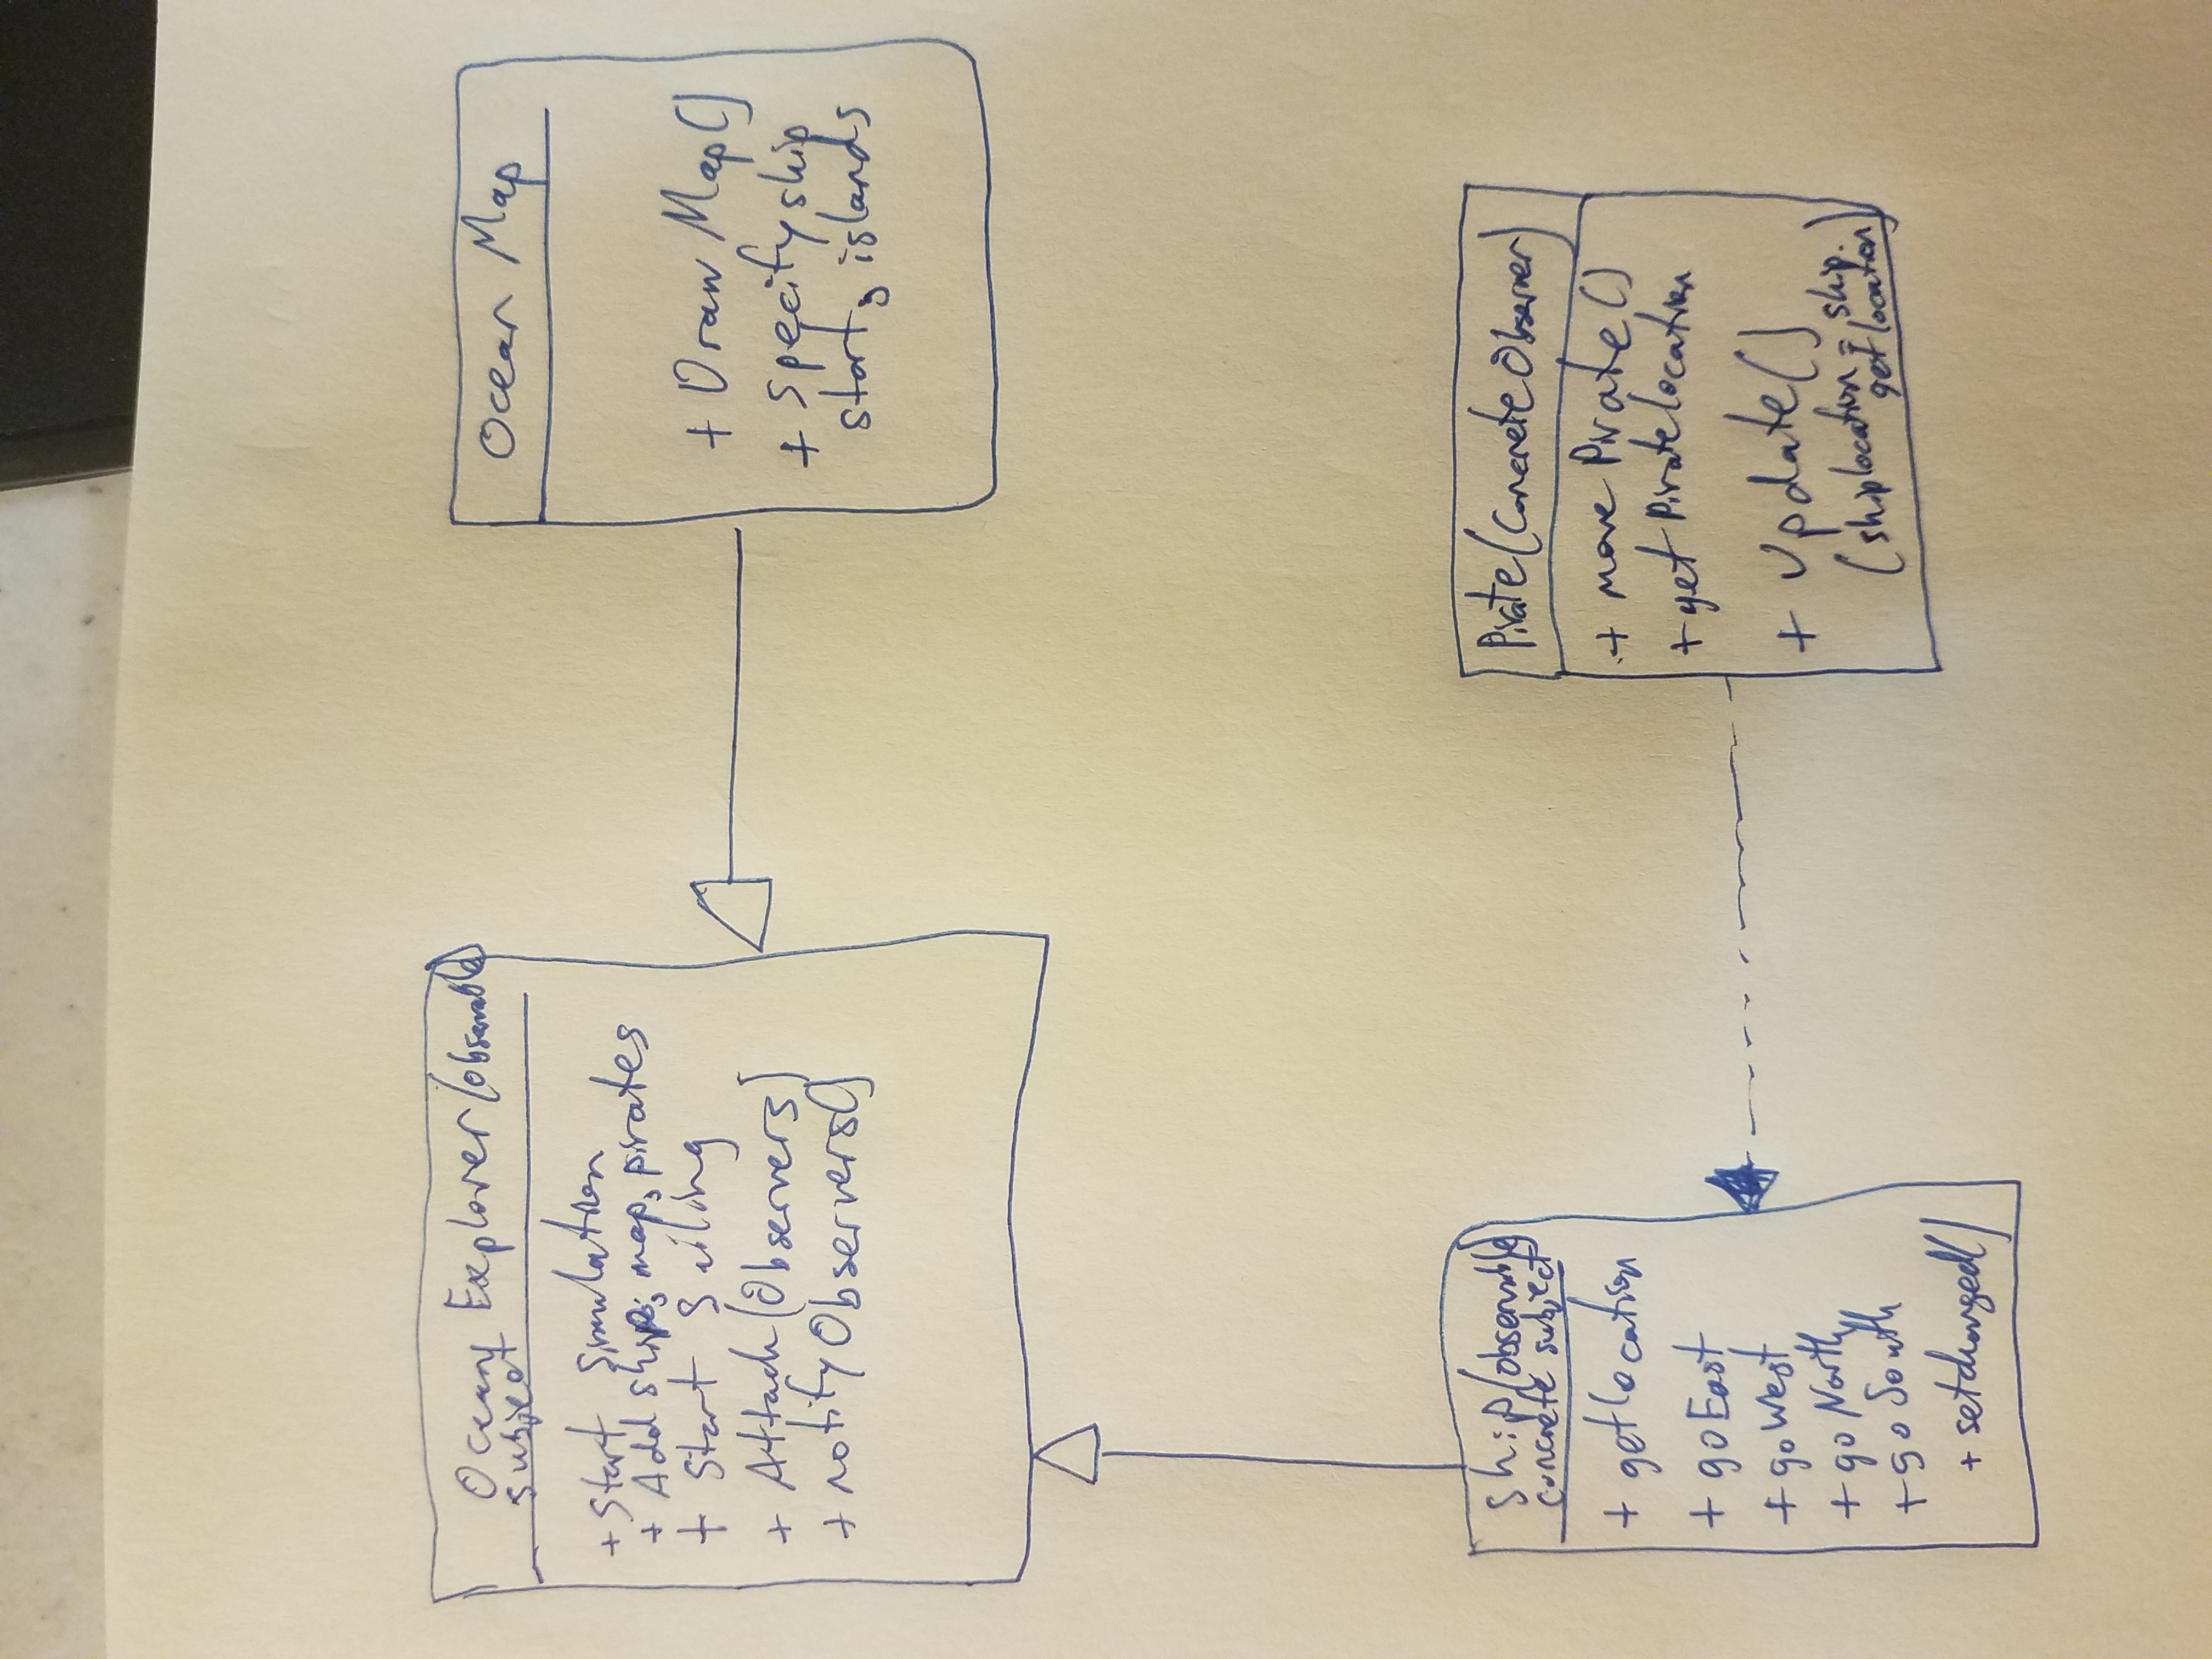 Ocean Explorer (observable)
subject
+ Start Simulation
+ Add ship, map, pirates
+ Start Sailing
+ Attach (Observers)
+ notify Observers()
Ocean Map
+ Draw Map()
+ specify ship
start, islands
ship (observable)
concrete subject
+ getlocation
+ go East
+ go West
+ go North
+ go South
+ setchanged()
Pirate (Concrete Observer)
+ move Pirate()
+ get Piratelocation
+ Update()
(shiplocation = ship.
getlocation)